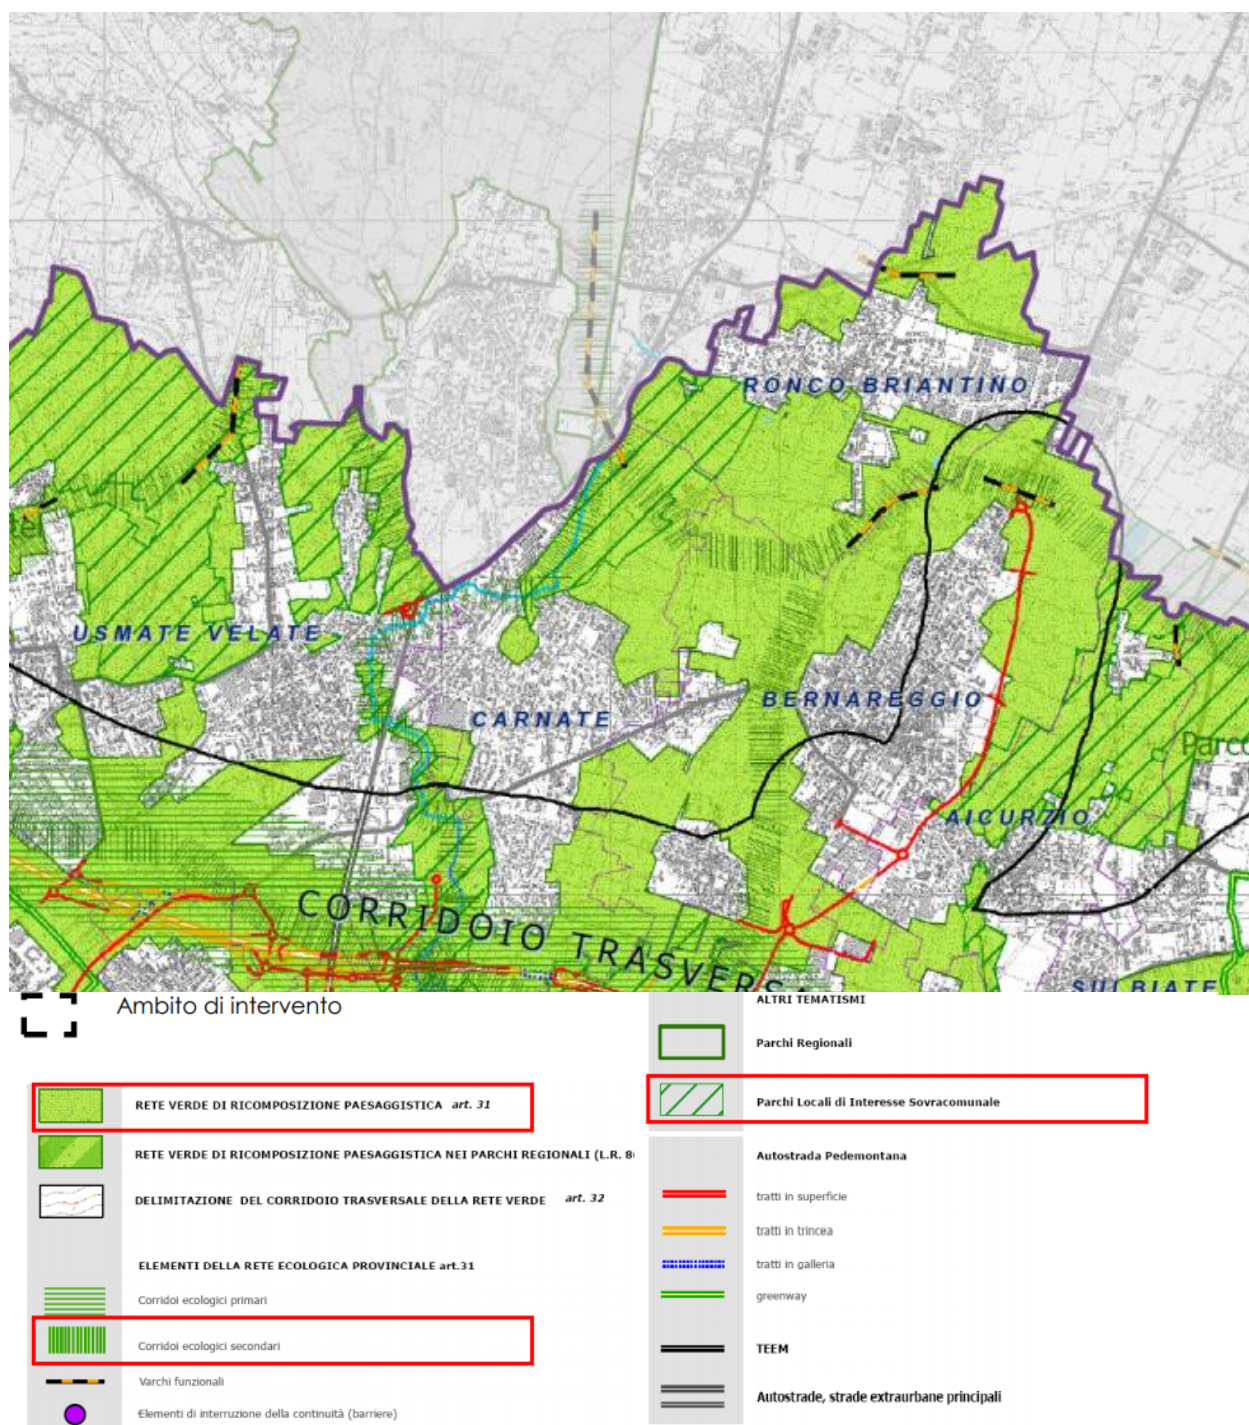 RONCO BRIANTINO
USMATE VELATE
CARNATE
BERNAREGGIO
Parco
AICURZIO
CORRIDOIO TRASVERSA
SULBIATE
Ambito di intervento
RETE VERDE DI RICOMPOSIZIONE PAESAGGISTICA art. 31
RETE VERDE DI RICOMPOSIZIONE PAESAGGISTICA NEI PARCHI REGIONALI (L.R. 8
DELIMITAZIONE DEL CORRIDOIO TRASVERSALE DELLA RETE VERDE art. 32
ELEMENTI DELLA RETE ECOLOGICA PROVINCIALE art.31
Corridoi ecologici primari
Corridoi ecologici secondari
Varchi funzionali
Elementi di interruzione della continuità (barriere)
ALTRI TEMATISMI
Parchi Regionali
Parchi Locali di Interesse Sovracomunale
Autostrada Pedemontana
tratti in superficie
tratti in trincea
tratti in galleria
greenway
TEEM
Autostrade, strade extraurbane principali